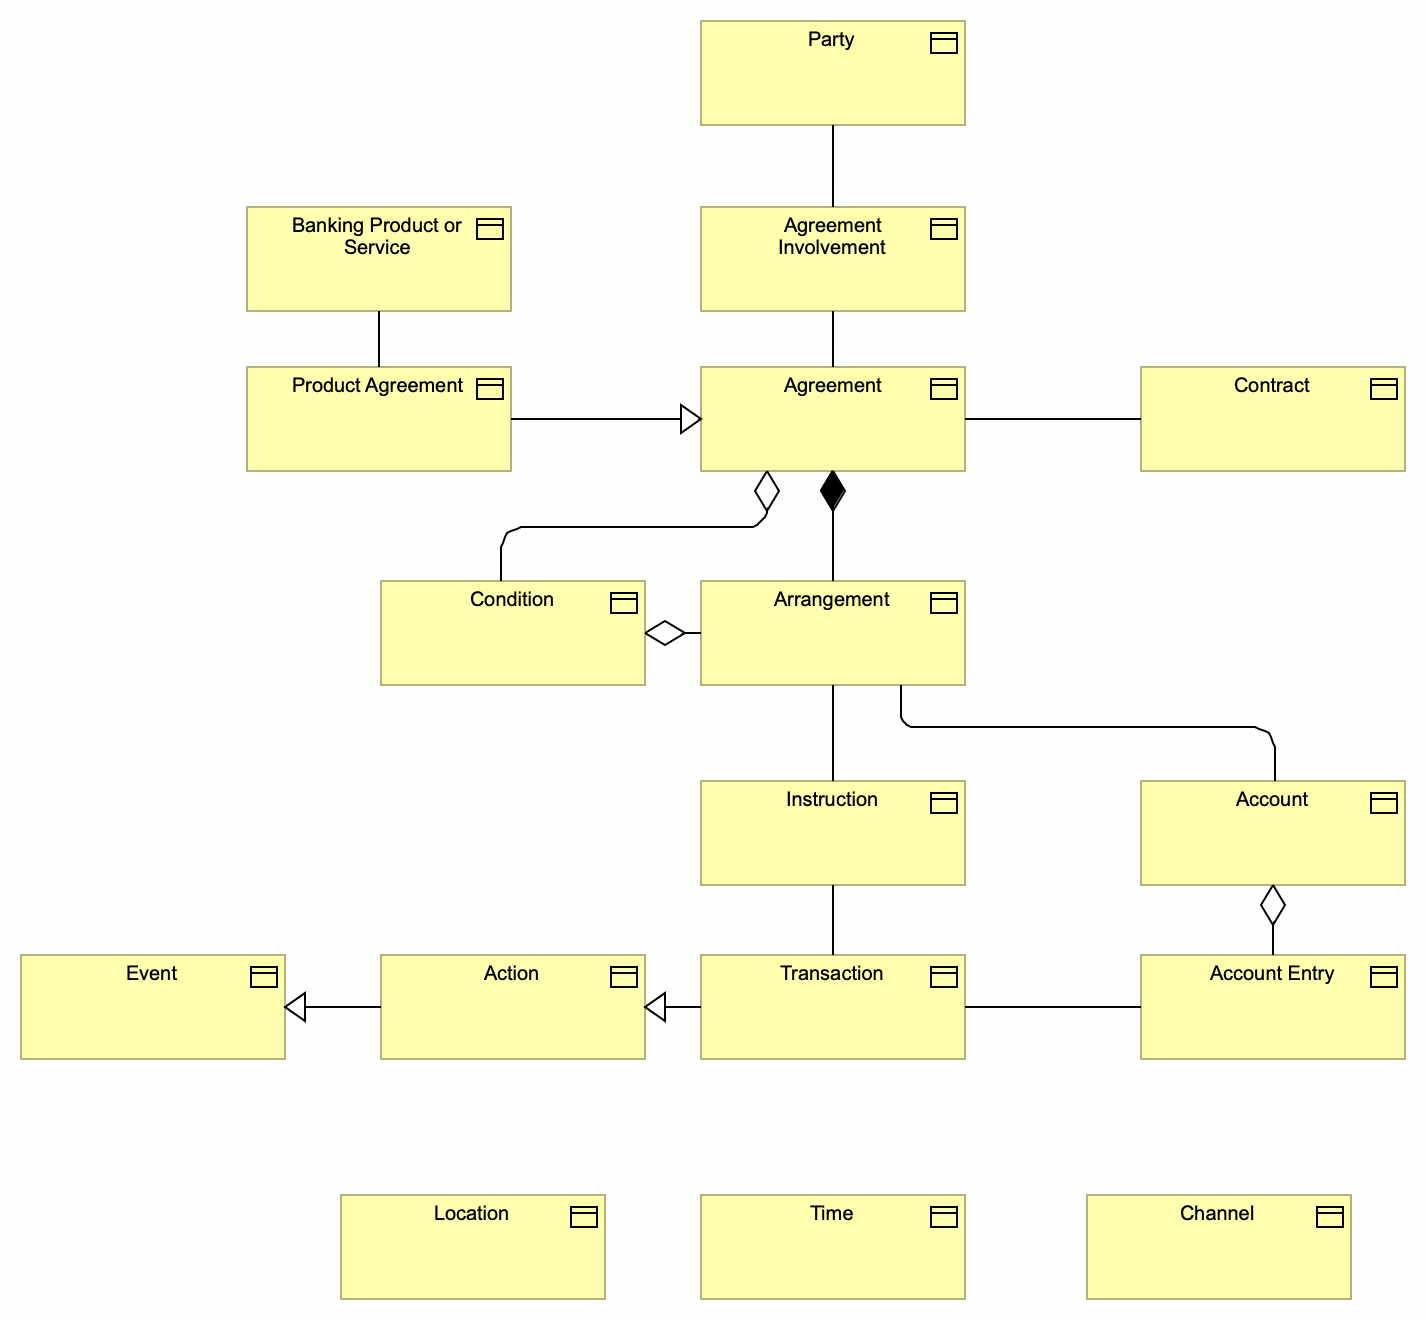 Party
Banking Product or
Service
Agreement
Involvement
Product Agreement
Agreement
Contract
Condition
Arrangement
Instruction
Account
Event
Action
Transaction
Account Entry
Location
Time
Channel